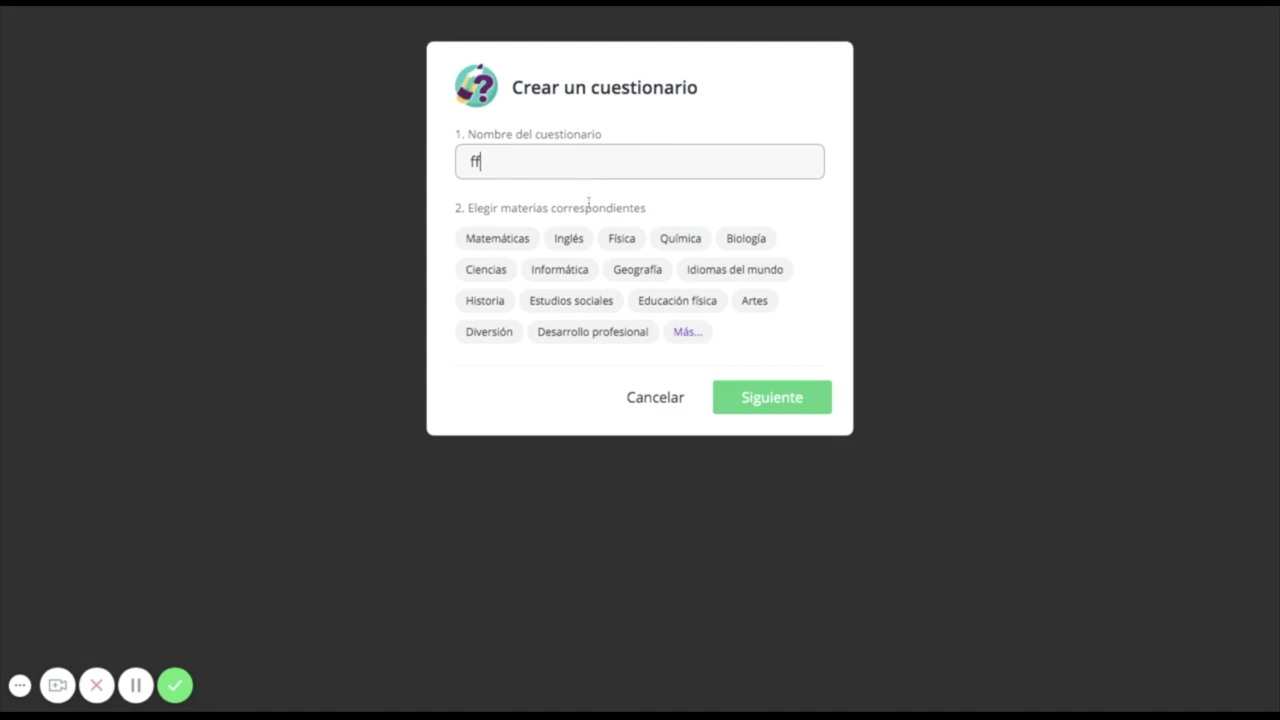 Crear un cuestionario
1. Nombre del cuestionario
ff
2. Elegir materias correspondientes
Matemáticas Inglés Física Química Biología
Ciencias Informática Geografía Idiomas del mundo
Historia Estudios sociales Educación física Artes
Diversión Desarrollo profesional Más...
Cancelar Siguiente